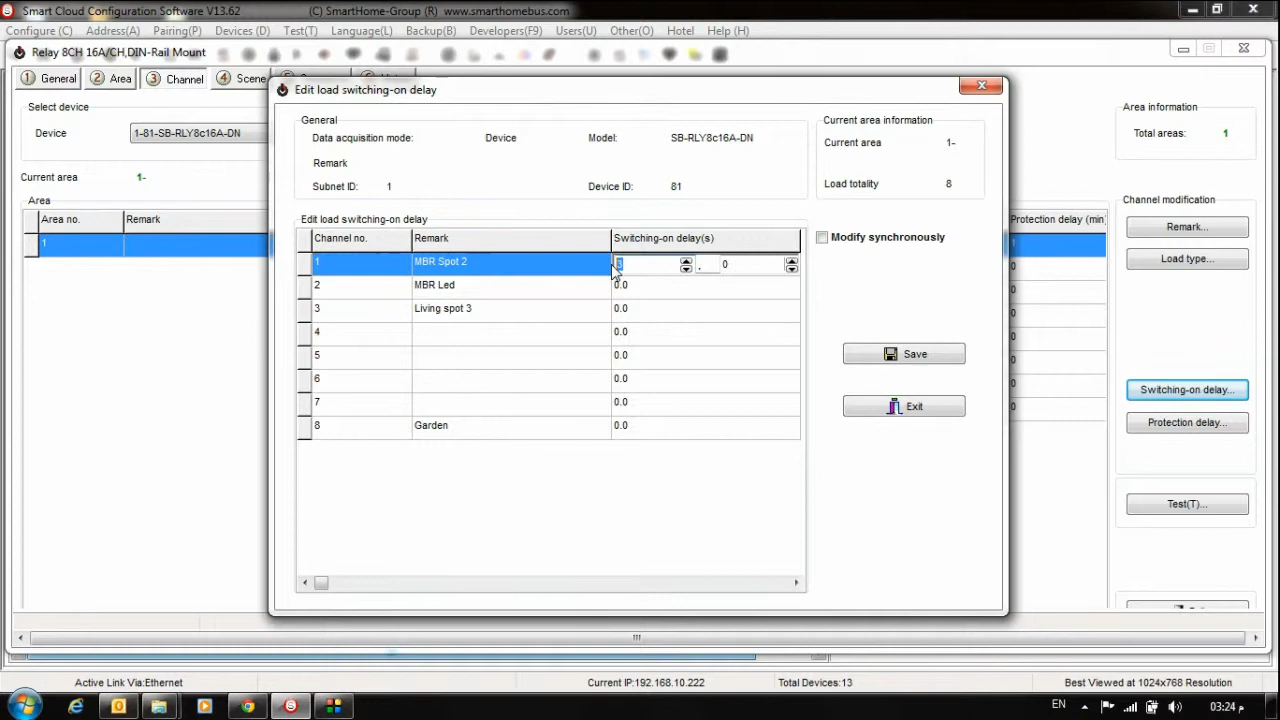 Smart Cloud Configuration Software V13.62 (C) SmartHome-Group (R) www.smarthomebus.com
Configure (C) Address(A) Pairing(P) Devices (D) Test(T) Language(L) Backup(B) Developers(F9) Users(U) Other(O) Hotel Help (H)
Relay 8CH 16A/CH,DIN-Rail Mount
1 General 2 Area 3 Channel 4 Scene
Select device
Device 1-81-SB-RLY8c16A-DN
Current area 1-
Area
Area no. Remark
1
Edit load switching-on delay
General
Data acquisition mode: Device Model: SB-RLY8c16A-DN
Remark
Subnet ID: 1 Device ID: 81
Current area information
Current area 1-
Load totality 8
Edit load switching-on delay
Channel no. Remark Switching-on delay(s)
1 MBR Spot 2 . 0
2 MBR Led 0.0
3 Living spot 3 0.0
4 0.0
5 0.0
6 0.0
7 0.0
8 Garden 0.0
Modify synchronously
Save
Exit
Protection delay (min)
1
0
0
0
0
0
0
0
Area information
Total areas: 1
Channel modification
Remark...
Load type...
Switching-on delay...
Protection delay...
Test(T)...
Active Link Via:Ethernet Current IP:192.168.10.222 Total Devices:13 Best Viewed at 1024x768 Resolution
EN 03:24 م